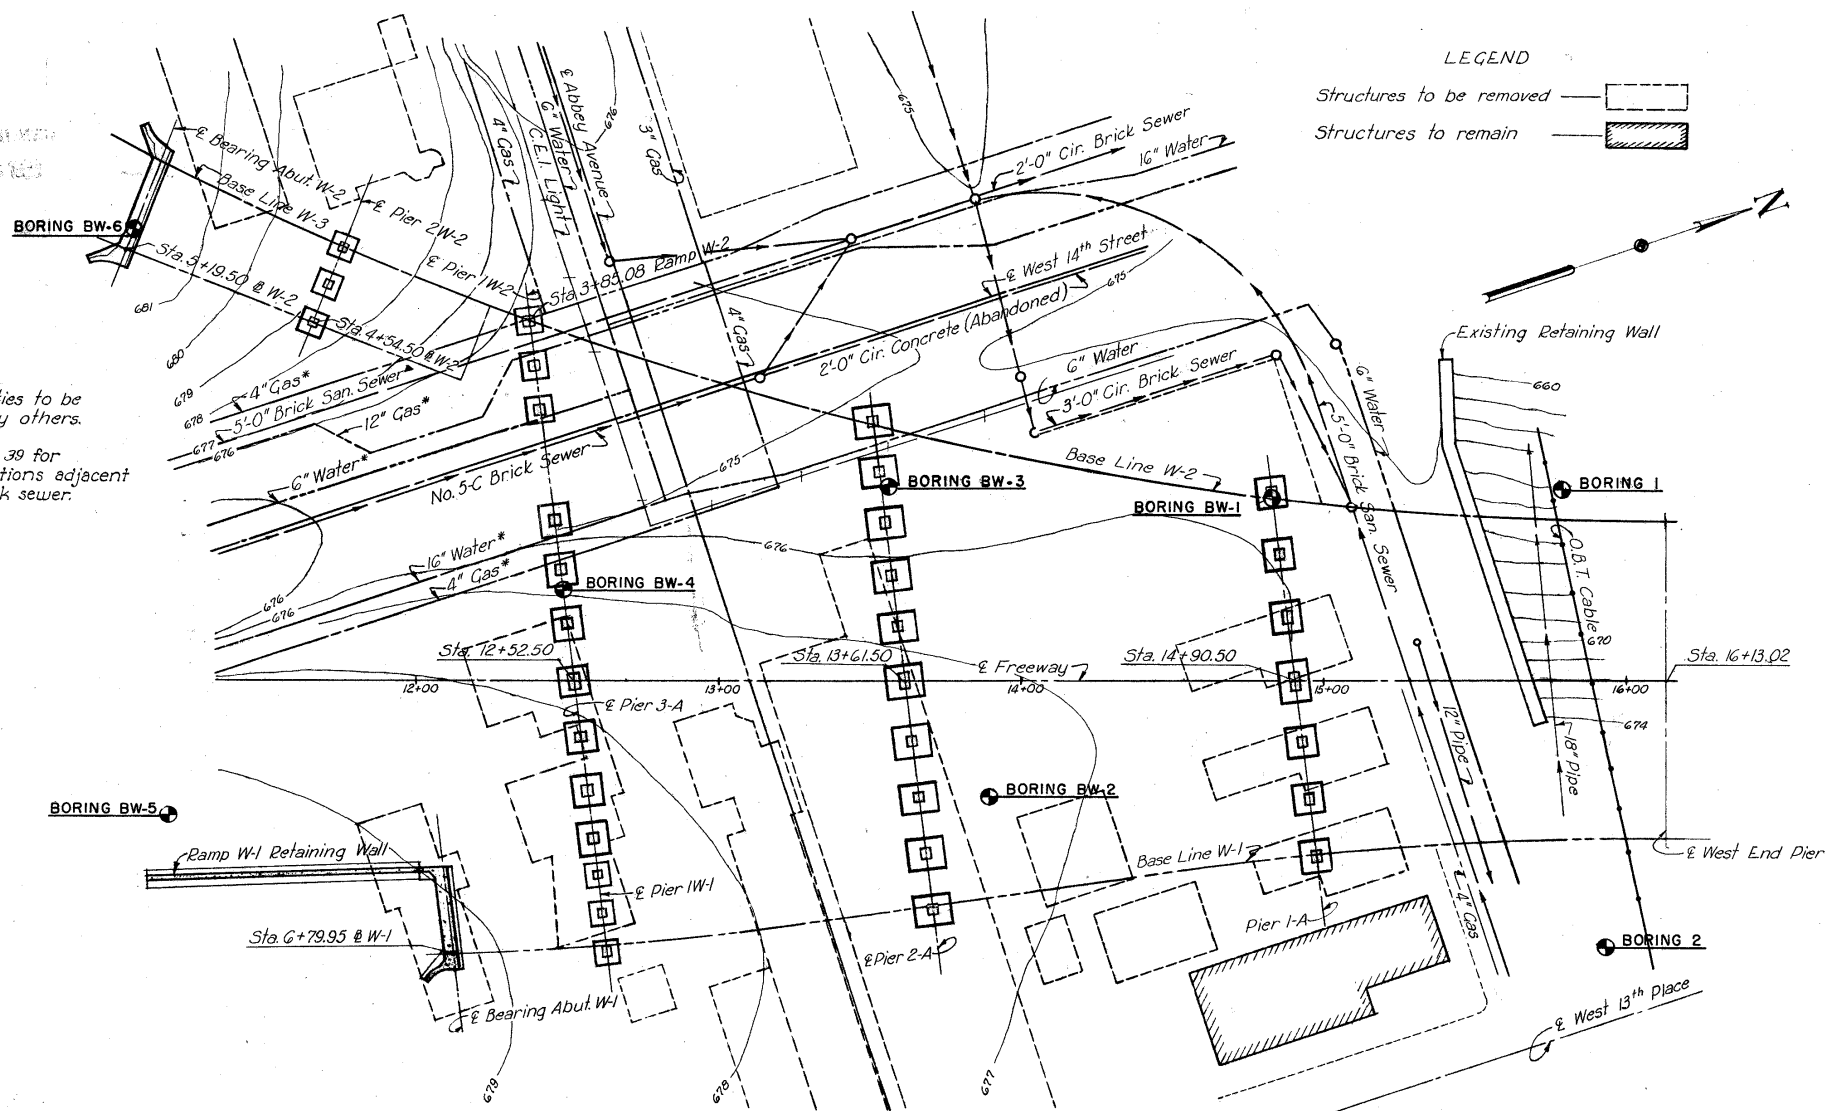 LEGEND
Structures to be removed
Structures to remain
N
BORING BW-6
℄ Bearing Abut. W-2
Base Line W-3
℄ Pier 2W-2
Sta. 5+19.50 ℄ W-2
℄ Pier 1W-2
Sta. 3+85.08 Ramp W-2
Sta. 4+54.50 ℄ W-2
4" Gas
C.E.I. Light
6" Water
℄ Abbey Avenue
676
3" Gas
675
2'-0" Cir. Brick Sewer
16" Water
℄ West 14th Street
675
2'-0" Cir. Concrete (Abandoned)
4" Gas
6" Water
3'-0" Cir. Brick Sewer
5'-0" Brick San. Sewer
6" Water
Existing Retaining Wall
660
681
680
679
678
677
676
4" Gas*
5'-0" Brick San. Sewer
12" Gas*
6" Water*
No. 5-C Brick Sewer
675
ies to be
y others.
39 for
tions adjacent
k sewer.
Base Line W-2
BORING BW-3
BORING BW-1
BORING 1
O.B.T. Cable
16" Water*
4" Gas*
676
676
676
BORING BW-4
Sta. 12+52.50
Sta. 13+61.50
℄ Freeway
Sta. 14+90.50
670
Sta. 16+13.02
12+00
13+00
14+00
15+00
16+00
℄ Pier 3-A
674
12" Pipe
18" Pipe
BORING BW-5
BORING BW-2
Ramp W-1 Retaining Wall
Base Line W-1
℄ West End Pier
℄ Pier 1W-1
Sta. 6+79.95 ℄ W-1
℄ Pier 2-A
Pier 1-A
4" Gas
BORING 2
℄ Bearing Abut. W-1
℄ West 13th Place
679
678
677